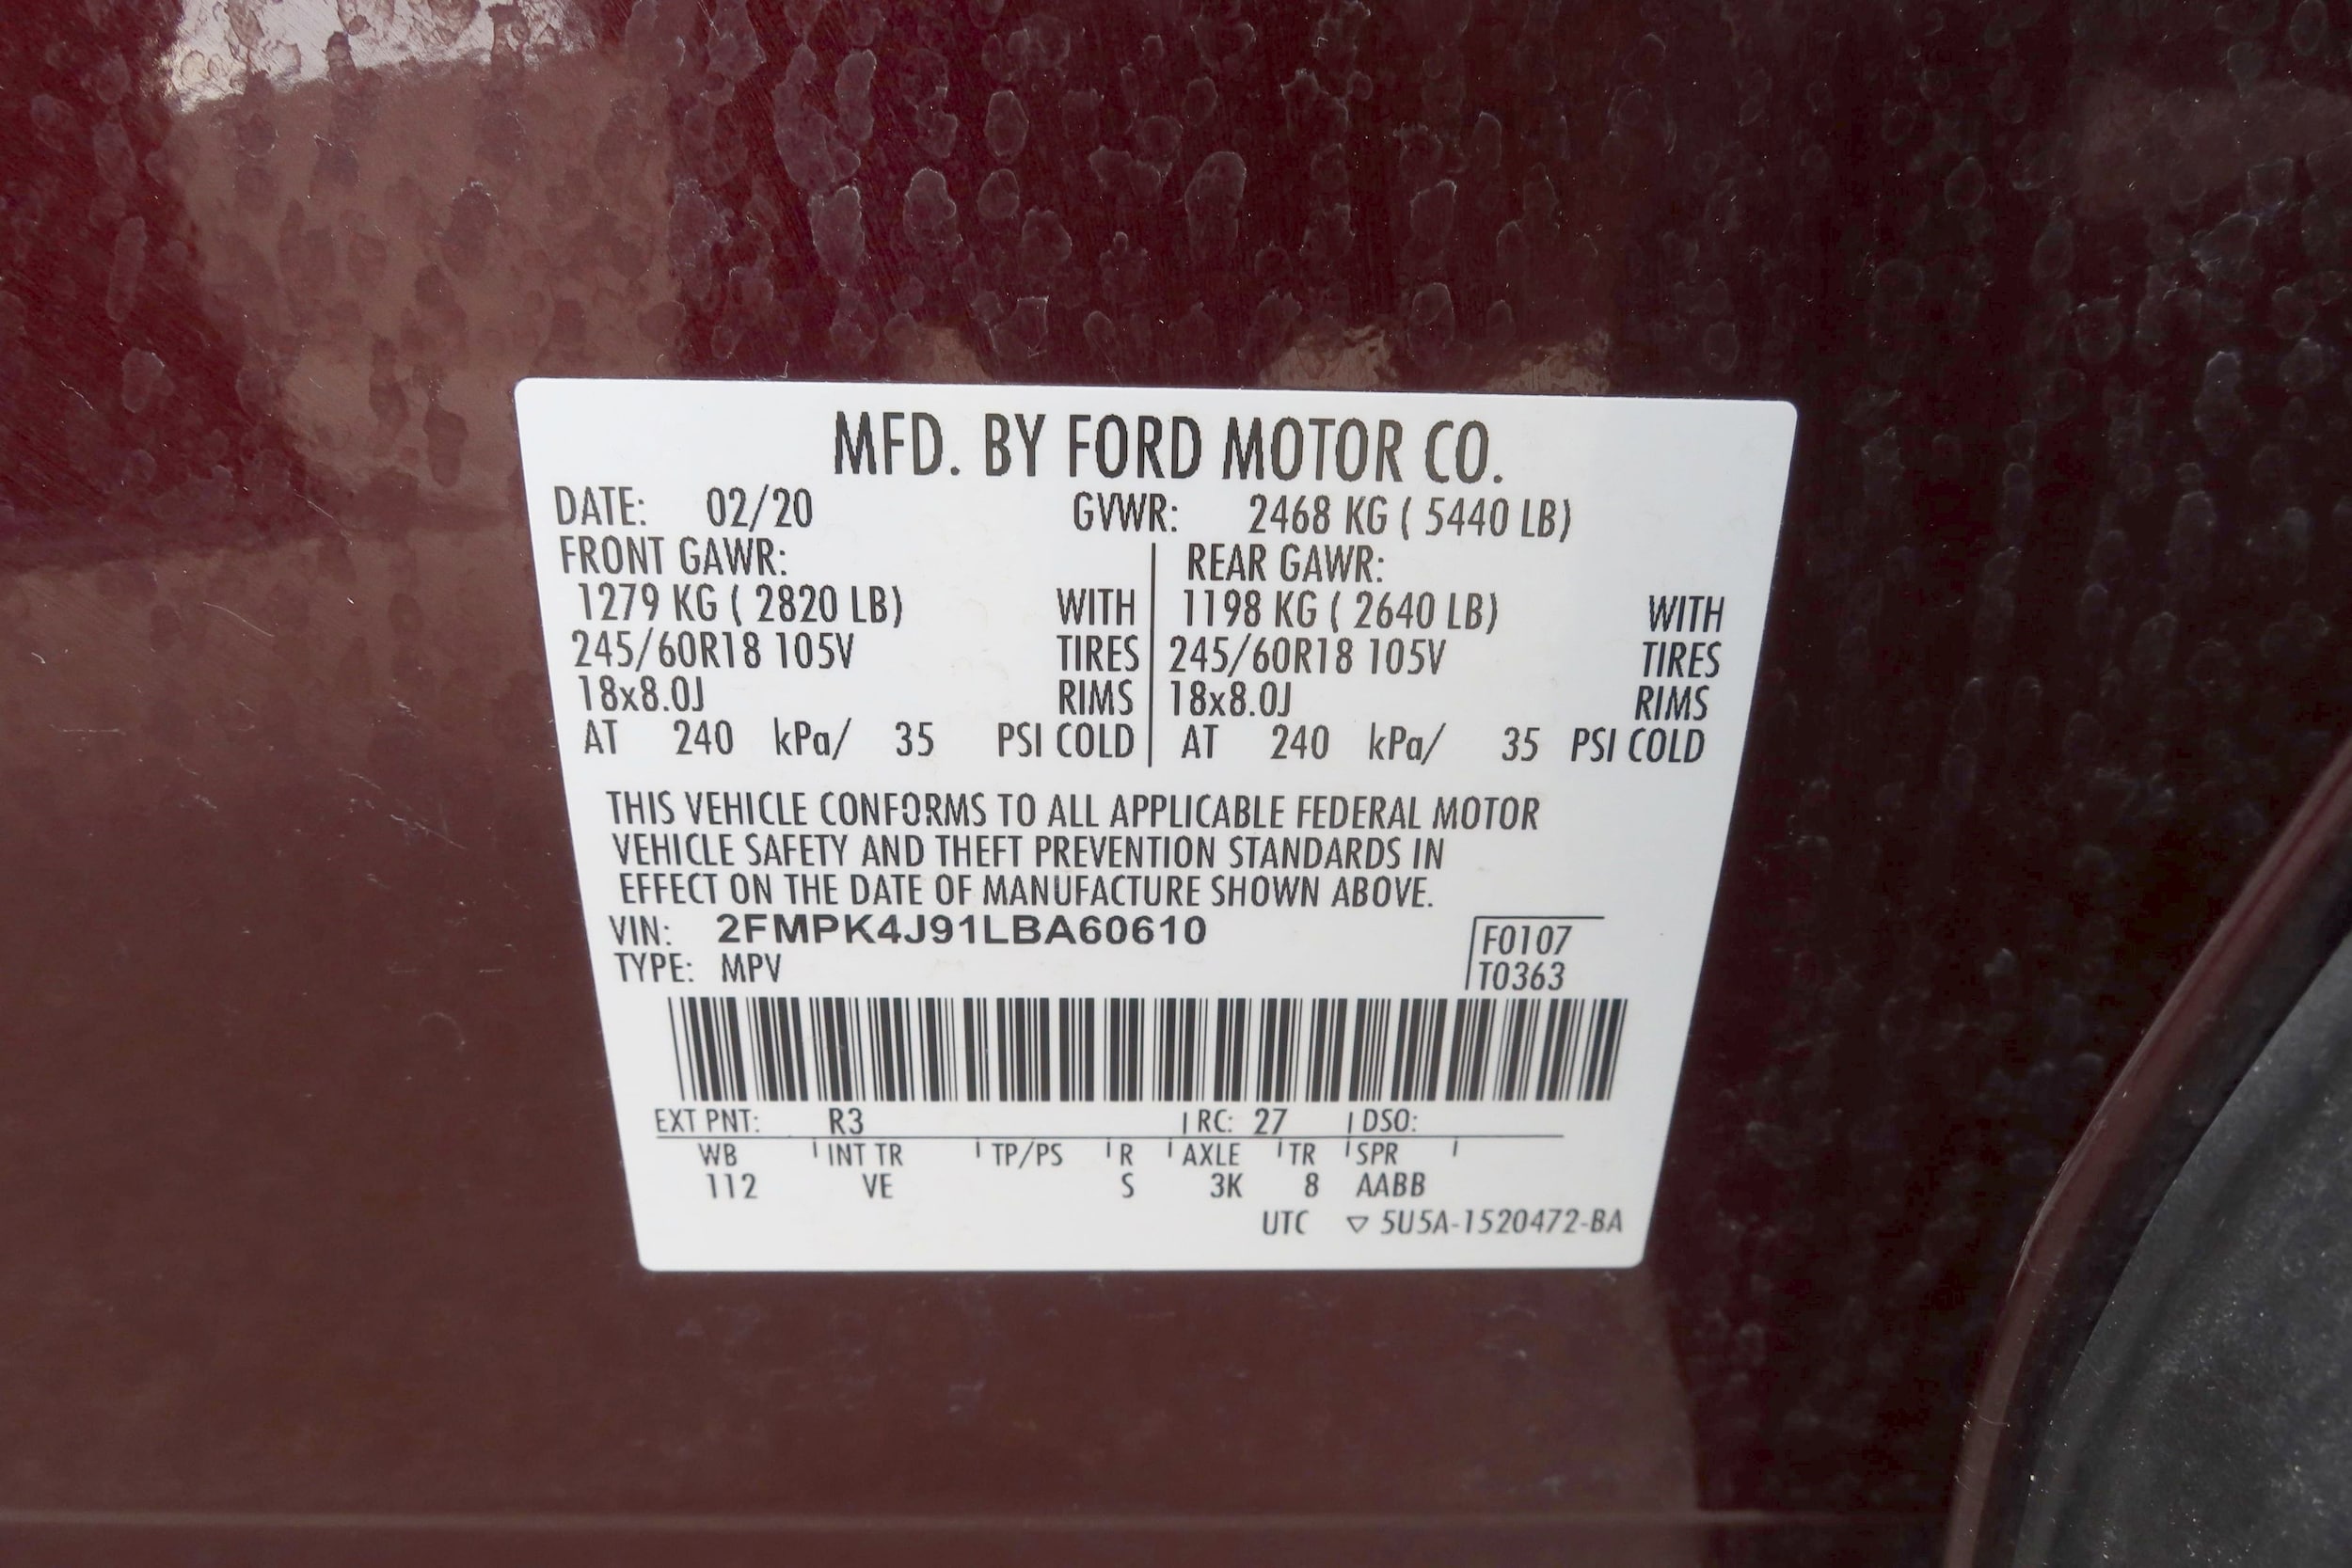 MFD. BY FORD MOTOR CO.
DATE: 02/20 GVWR: 2468 KG ( 5440 LB)
FRONT GAWR: REAR GAWR:
1279 KG ( 2820 LB) WITH 1198 KG ( 2640 LB) WITH
245/60R18 105V TIRES 245/60R18 105V TIRES
18x8.0J RIMS 18x8.0J RIMS
AT 240 kPa/ 35 PSI COLD AT 240 kPa/ 35 PSI COLD
THIS VEHICLE CONFORMS TO ALL APPLICABLE FEDERAL MOTOR
VEHICLE SAFETY AND THEFT PREVENTION STANDARDS IN
EFFECT ON THE DATE OF MANUFACTURE SHOWN ABOVE.
VIN: 2FMPK4J91LBA60610 F0107
TYPE: MPV T0363
EXT PNT: R3 RC: 27 DSO:
WB INT TR TP/PS R AXLE TR SPR
112 VE S 3K 8 AABB
UTC ▽ 5U5A-1520472-BA